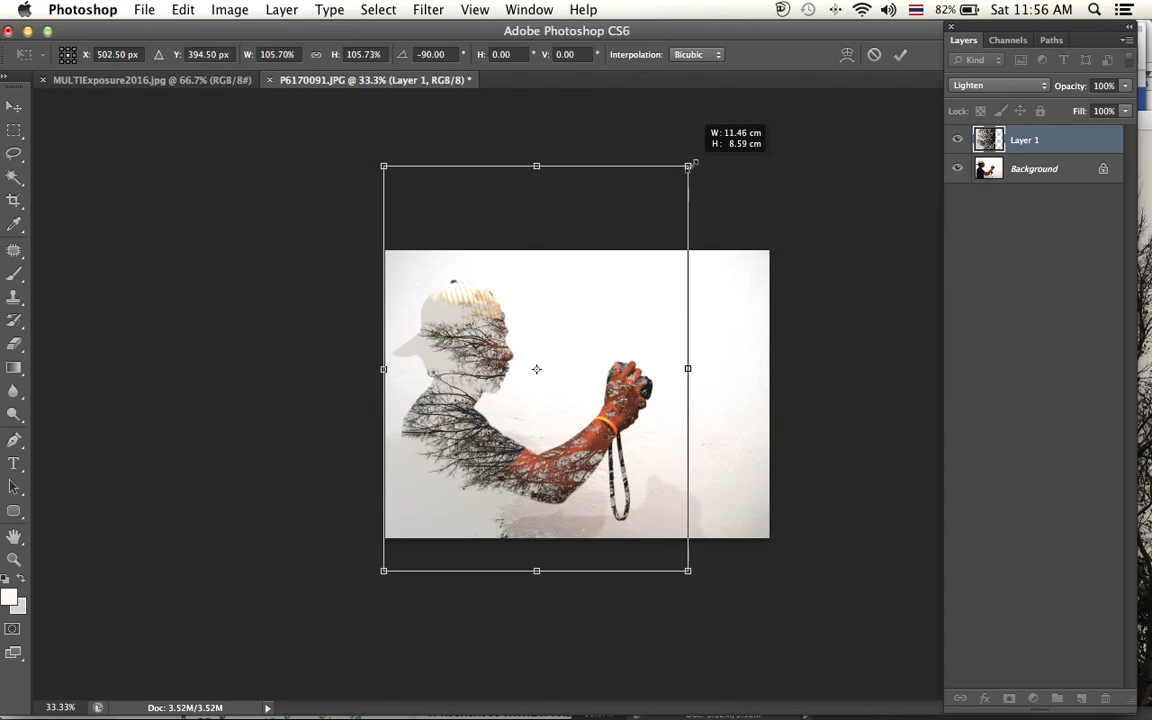 Photoshop File Edit Image Layer Type Select Filter View Window Help 82% Sat 11:56 AM
Adobe Photoshop CS6
X: 502.50 px Y: 394.50 px W: 105.70% H: 105.73% -90.00 ° H: 0.00 ° V: 0.00 ° Interpolation: Bicubic
MULTIExposure2016.jpg @ 66.7% (RGB/8#) P6170091.JPG @ 33.3% (Layer 1, RGB/8) *
Layers Channels Paths
Kind
Lighten Opacity: 100%
Lock: Fill: 100%
Layer 1
Background
W: 11.46 cm
H: 8.59 cm
33.33% Doc: 3.52M/3.52M